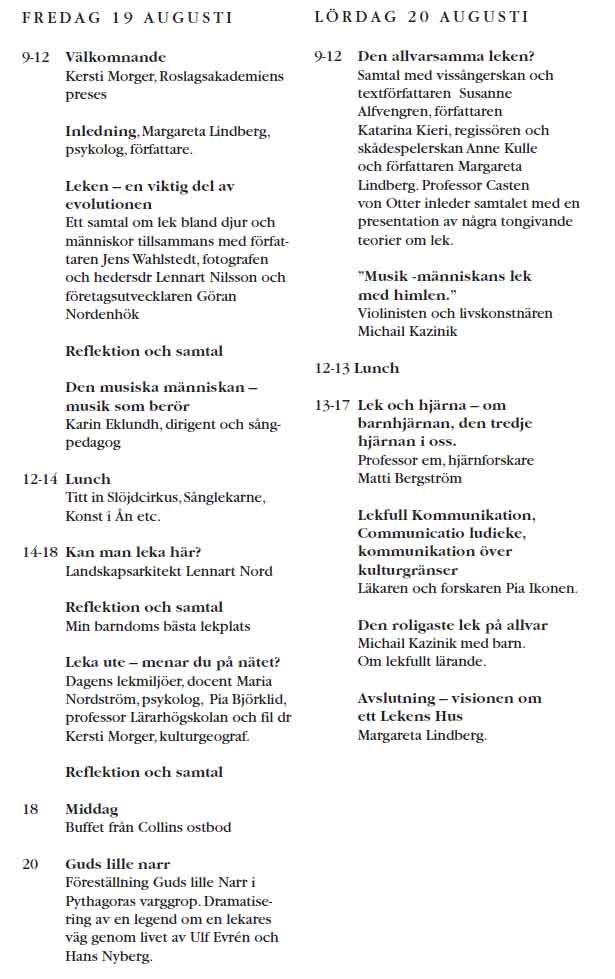 FREDAG 19 AUGUSTI
9-12 Välkomnande
Kersti Morger, Roslagsakademiens
preses
Inledning, Margareta Lindberg,
psykolog, författare.
Leken – en viktig del av
evolutionen
Ett samtal om lek bland djur och
människor tillsammans med förfat-
taren Jens Wahlstedt, fotografen
och hedersdr Lennart Nilsson och
företagsutvecklaren Göran
Nordenhök
Reflektion och samtal
Den musiska människan –
musik som berör
Karin Eklundh, dirigent och sång-
pedagog
12-14 Lunch
Titt in Slöjdcirkus, Sånglekarne,
Konst i Ån etc.
14-18 Kan man leka här?
Landskapsarkitekt Lennart Nord
Reflektion och samtal
Min barndoms bästa lekplats
Leka ute – menar du på nätet?
Dagens lekmiljöer, docent Maria
Nordström, psykolog, Pia Björklid,
professor Lärarhögskolan och fil dr
Kersti Morger, kulturgeograf.
Reflektion och samtal
18 Middag
Buffet från Collins ostbod
20 Guds lille narr
Föreställning Guds lille Narr i
Pythagoras varggrop. Dramatise-
ring av en legend om en lekares
väg genom livet av Ulf Evrén och
Hans Nyberg.
LÖRDAG 20 AUGUSTI
9-12 Den allvarsamma leken?
Samtal med vissångerskan och
textförfattaren Susanne
Alfvengren, författaren
Katarina Kieri, regissören och
skådespelerskan Anne Kulle
och författaren Margareta
Lindberg. Professor Casten
von Otter inleder samtalet med en
presentation av några tongivande
teorier om lek.
”Musik -människans lek
med himlen.”
Violinisten och livskonstnären
Michail Kazinik
12-13 Lunch
13-17 Lek och hjärna – om
barnhjärnan, den tredje
hjärnan i oss.
Professor em, hjärnforskare
Matti Bergström
Lekfull Kommunikation,
Communicatio ludieke,
kommunikation över
kulturgränser
Läkaren och forskaren Pia Ikonen.
Den roligaste lek på allvar
Michail Kazinik med barn.
Om lekfullt lärande.
Avslutning – visionen om
ett Lekens Hus
Margareta Lindberg.